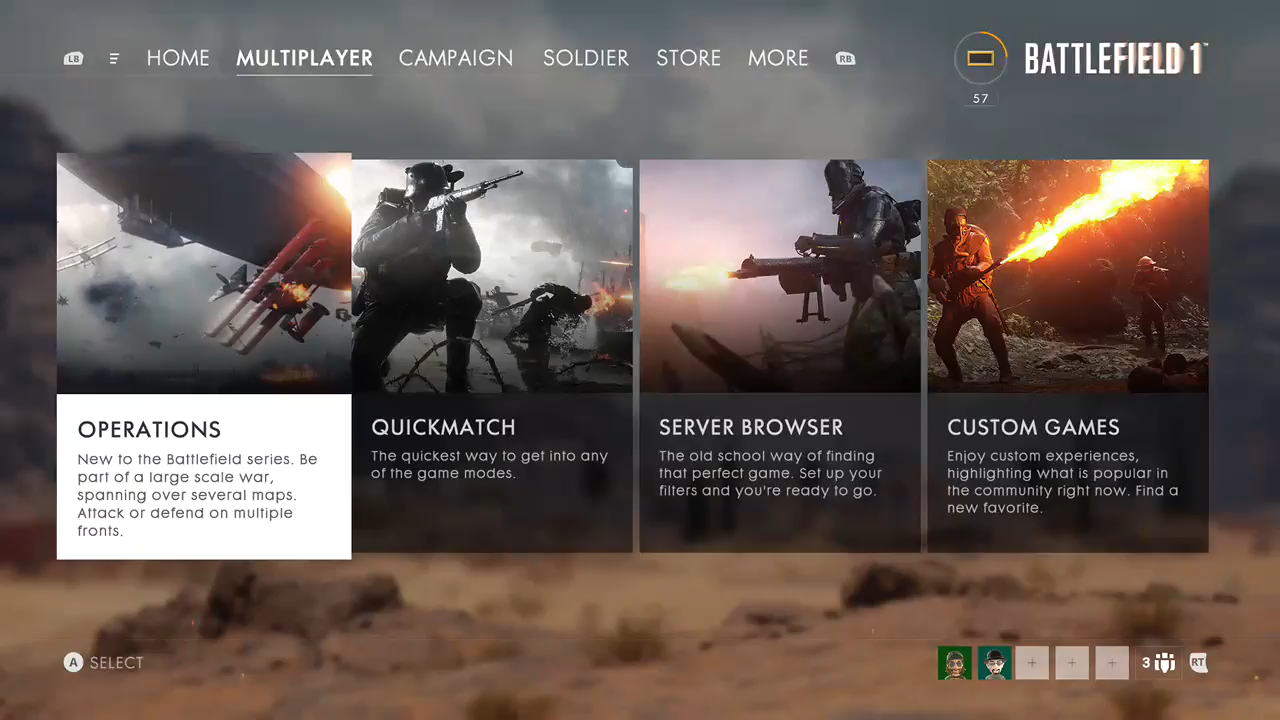 LB HOME MULTIPLAYER CAMPAIGN SOLDIER STORE MORE RB
BATTLEFIELD 1™
57
OPERATIONS
New to the Battlefield series. Be
part of a large scale war,
spanning over several maps.
Attack or defend on multiple
fronts.
QUICKMATCH
The quickest way to get into any
of the game modes.
SERVER BROWSER
The old school way of finding
that perfect game. Set up your
filters and you're ready to go.
CUSTOM GAMES
Enjoy custom experiences,
highlighting what is popular in
the community right now. Find a
new favorite.
A SELECT
+ + + 3 RT